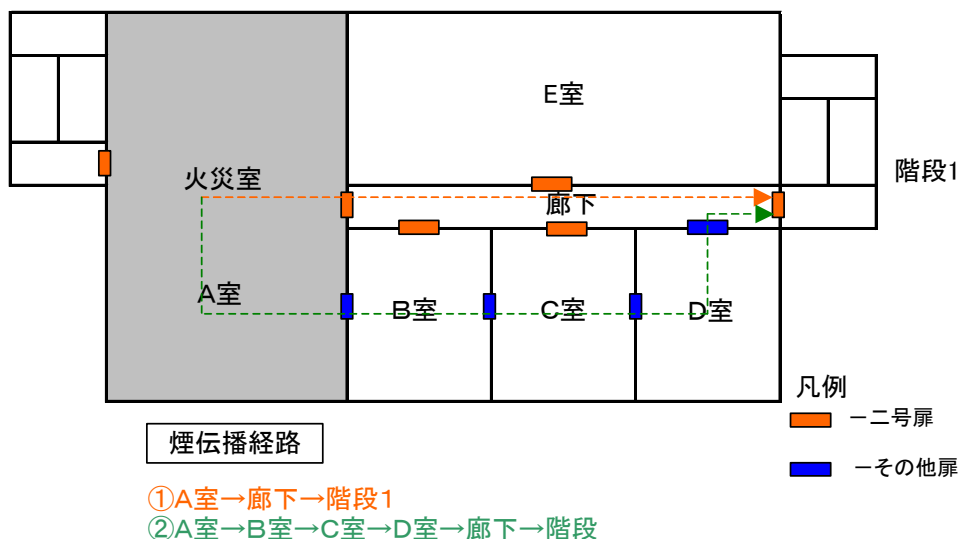 E室
階段1
火災室
廊下
A室
B室
C室
D室
凡例
－二号扉
－その他扉
煙伝播経路
①A室→廊下→階段1
②A室→B室→C室→D室→廊下→階段